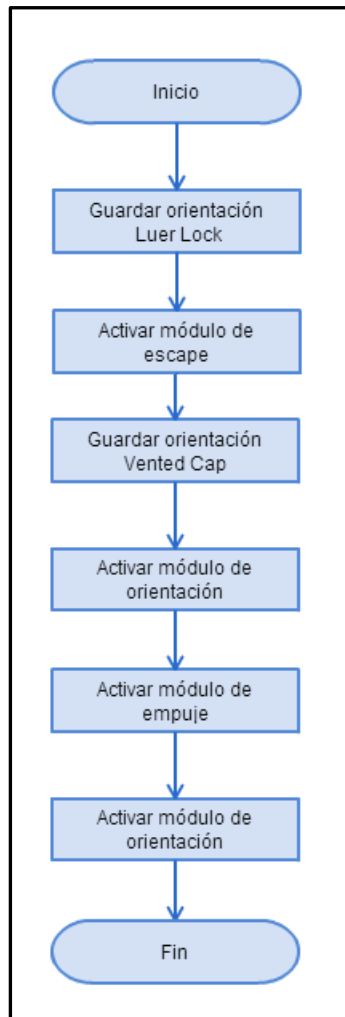 Inicio
Guardar orientación
Luer Lock
Activar módulo de
escape
Guardar orientación
Vented Cap
Activar módulo de
orientación
Activar módulo de
empuje
Activar módulo de
orientación
Fin